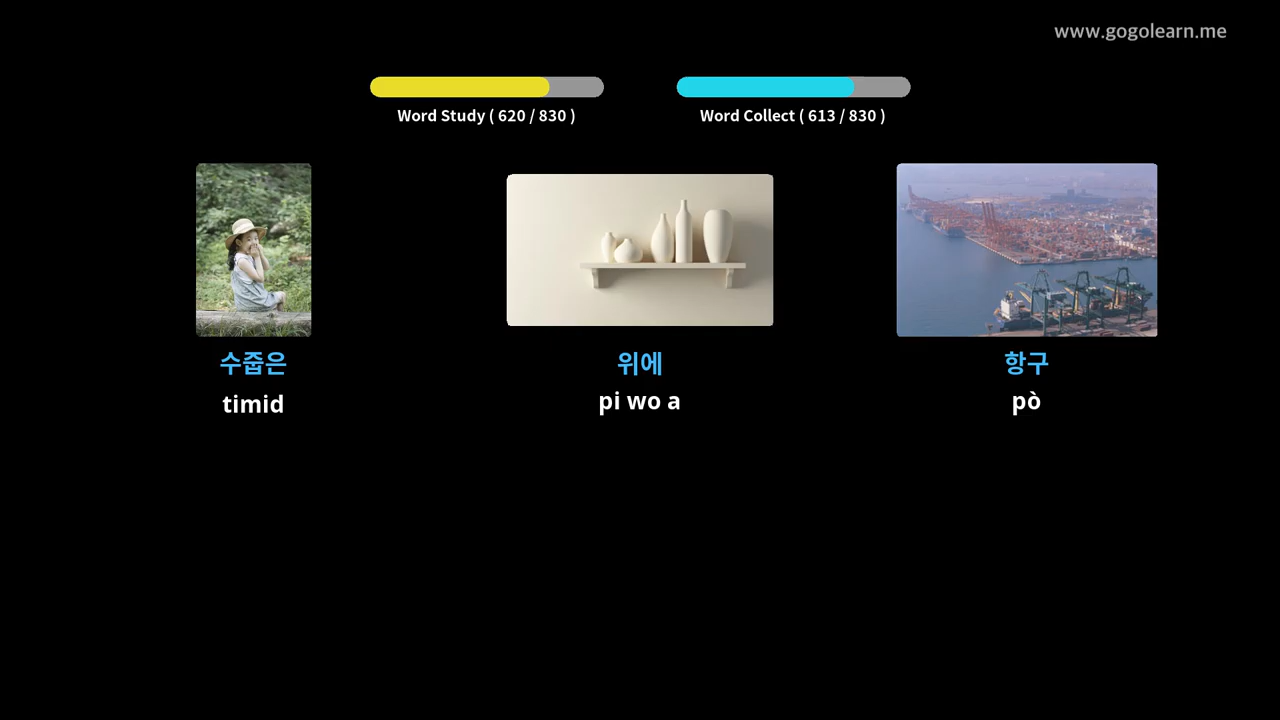 www.gogolearn.me
Word Study ( 620 / 830 )
Word Collect ( 613 / 830 )
수줍은
timid
위에
pi wo a
항구
pò